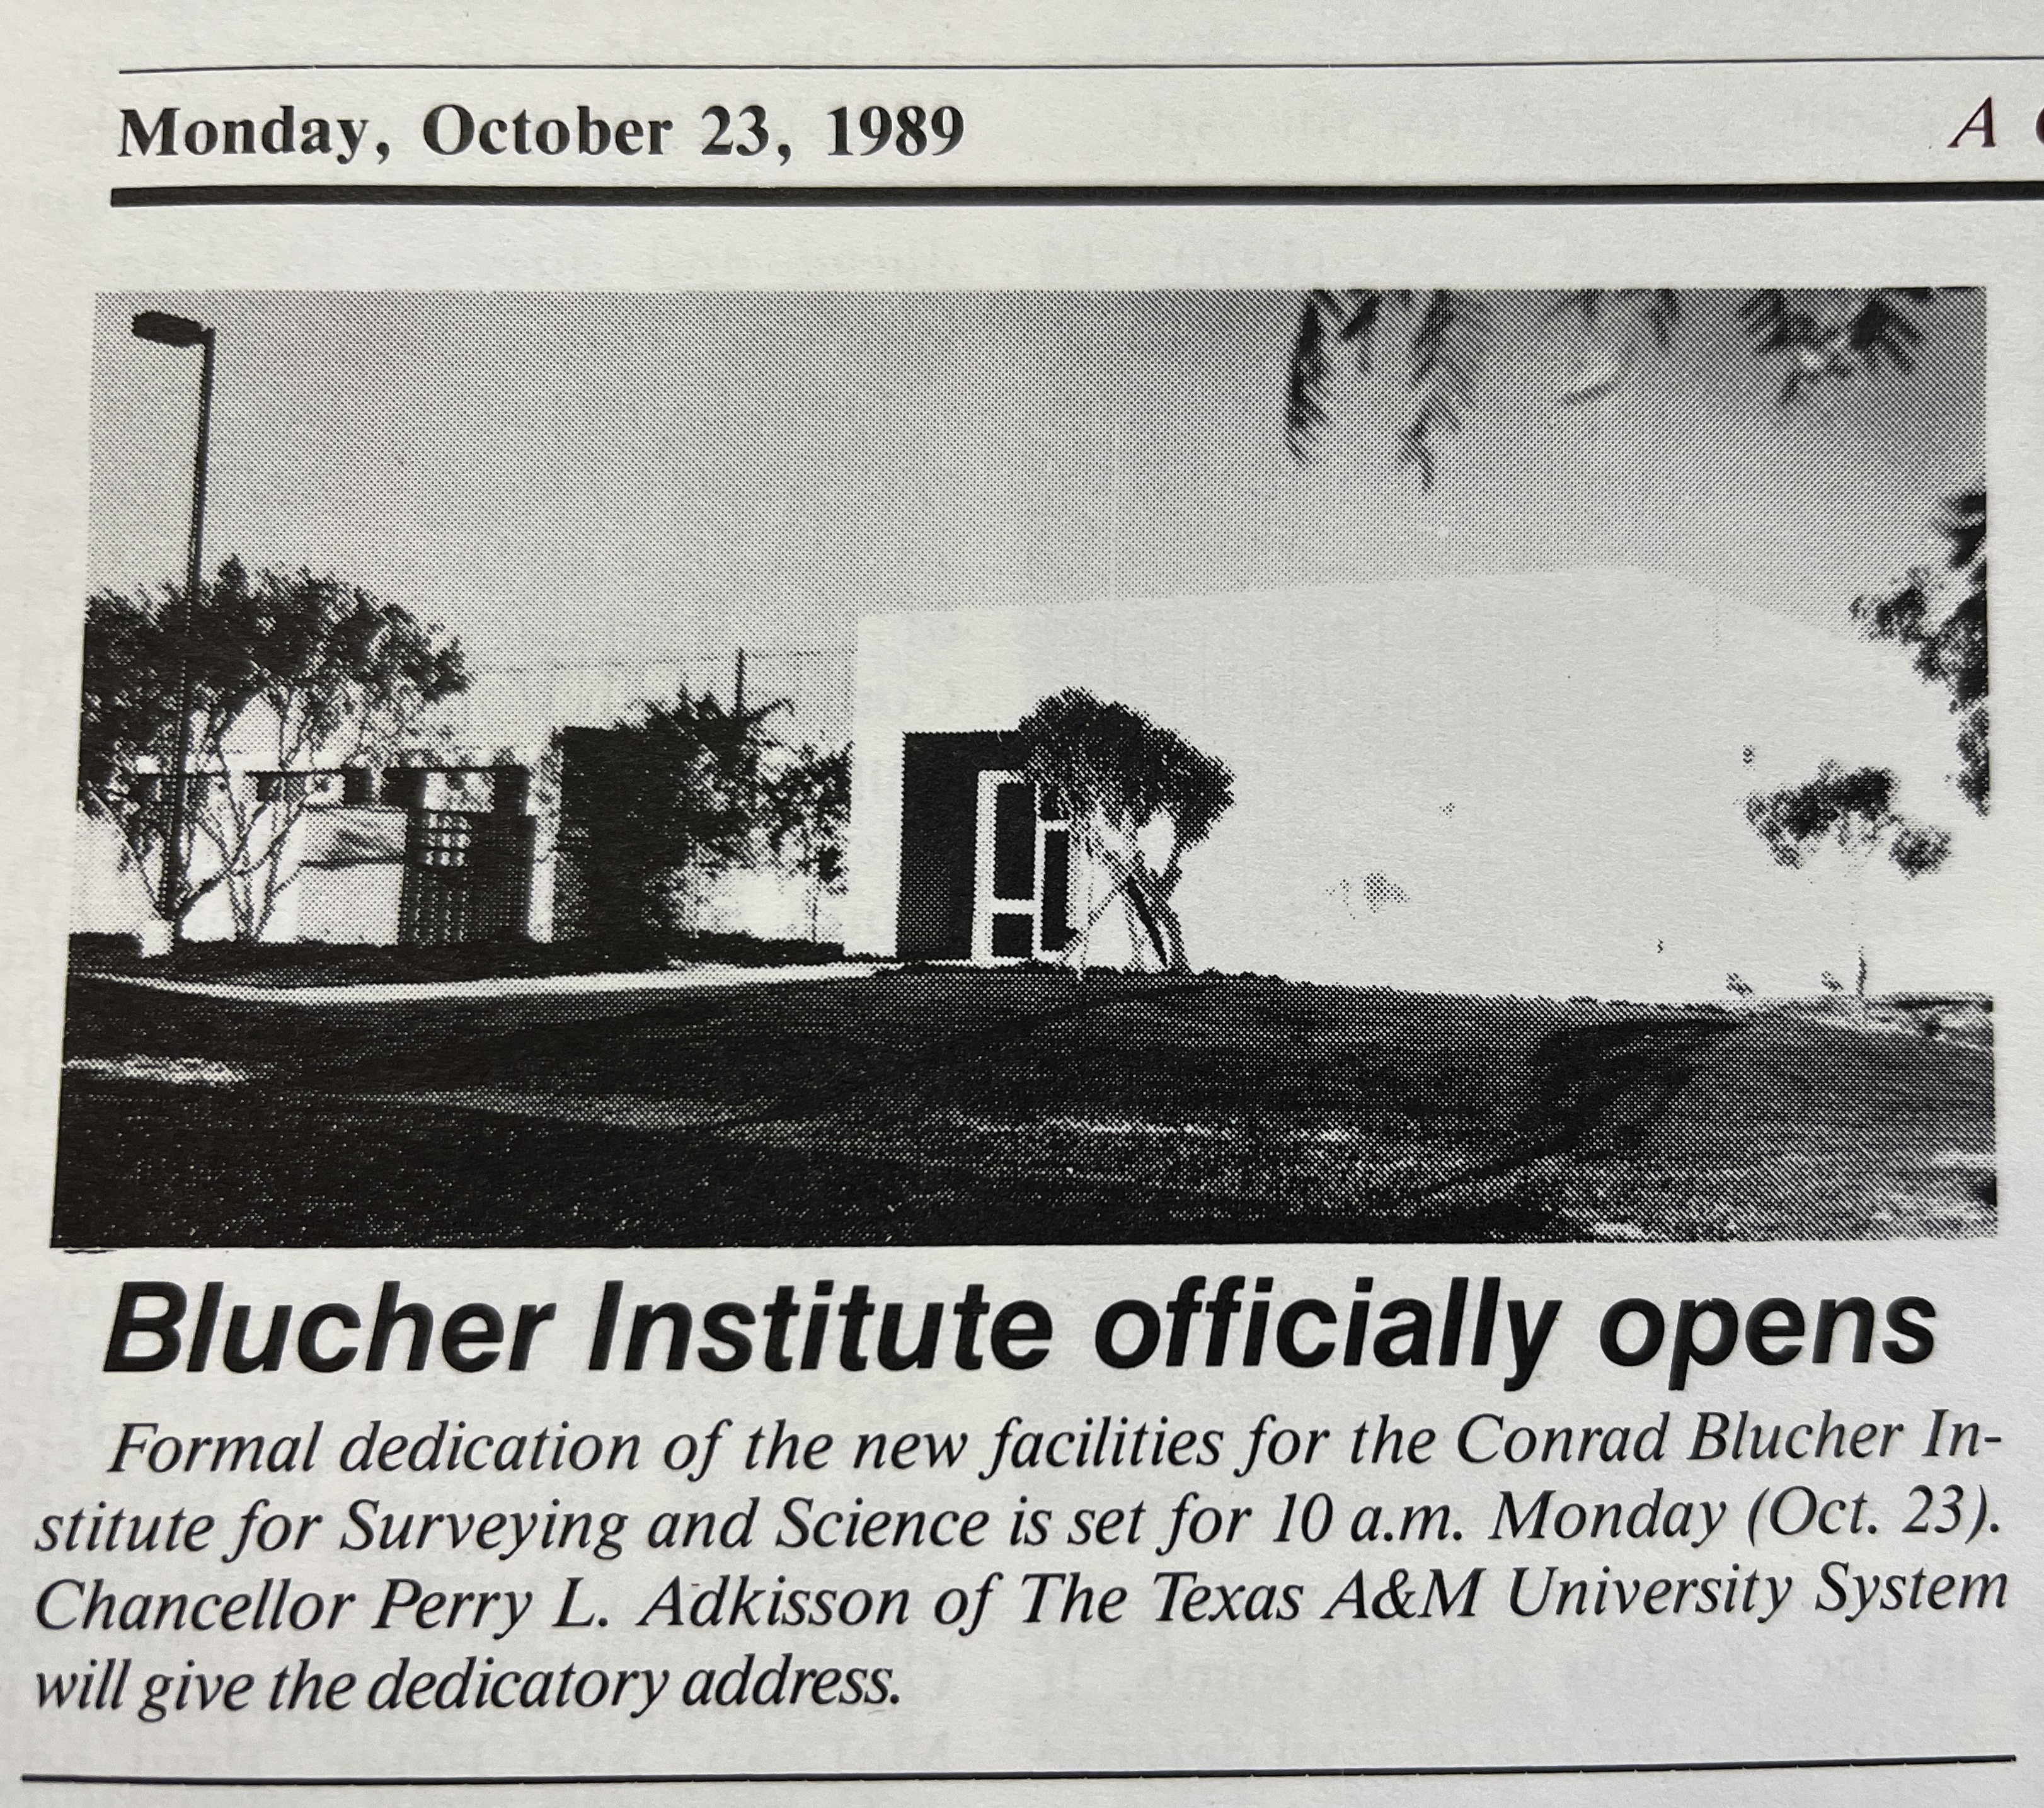 Monday, October 23, 1989
A
Blucher Institute officially opens
Formal dedication of the new facilities for the Conrad Blucher In-
stitute for Surveying and Science is set for 10 a.m. Monday (Oct. 23).
Chancellor Perry L. Adkisson of The Texas A&M University System
will give the dedicatory address.